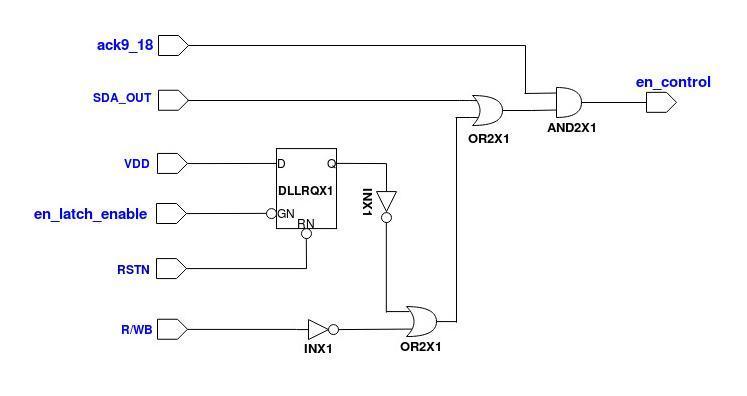 ack9_18
en_control
SDA_OUT
AND2X1
OR2X1
VDD
D
Q
DLLRQX1
INX1
en_latch_enable
GN
RN
RSTN
R/WB
INX1
OR2X1